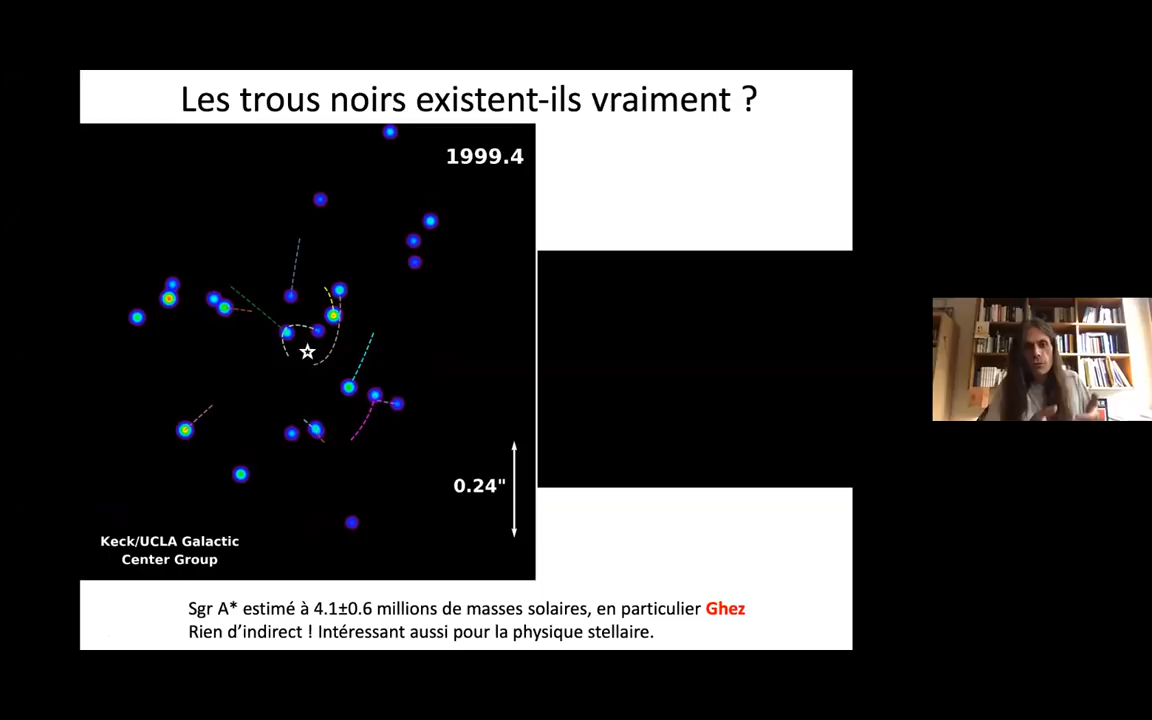 Les trous noirs existent-ils vraiment ?
1999.4
0.24"
Keck/UCLA Galactic
Center Group
Sgr A* estimé à 4.1±0.6 millions de masses solaires, en particulier Ghez
Rien d’indirect ! Intéressant aussi pour la physique stellaire.